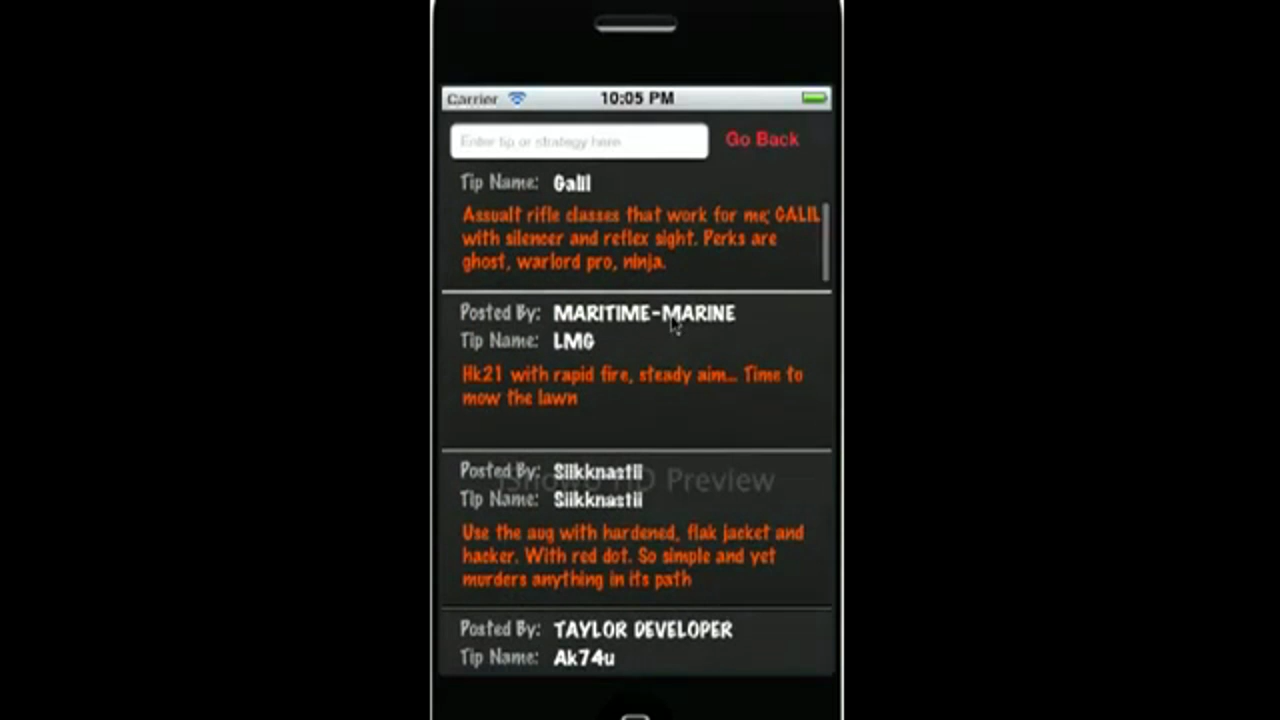 Carrier 10:05 PM
Enter tip or strategy here
Go Back
Tip Name: Galil
Assualt rifle classes that work for me; GALIL
with silencer and reflex sight. Perks are
ghost, warlord pro, ninja.
Posted By: MARITIME-MARINE
Tip Name: LMG
Hk21 with rapid fire, steady aim... Time to
mow the lawn
Posted By: Slikknastii
Preview
Tip Name: Slikknastii
Use the aug with hardened, flak jacket and
hacker. With red dot. So simple and yet
murders anything in its path
Posted By: TAYLOR DEVELOPER
Tip Name: Ak74u